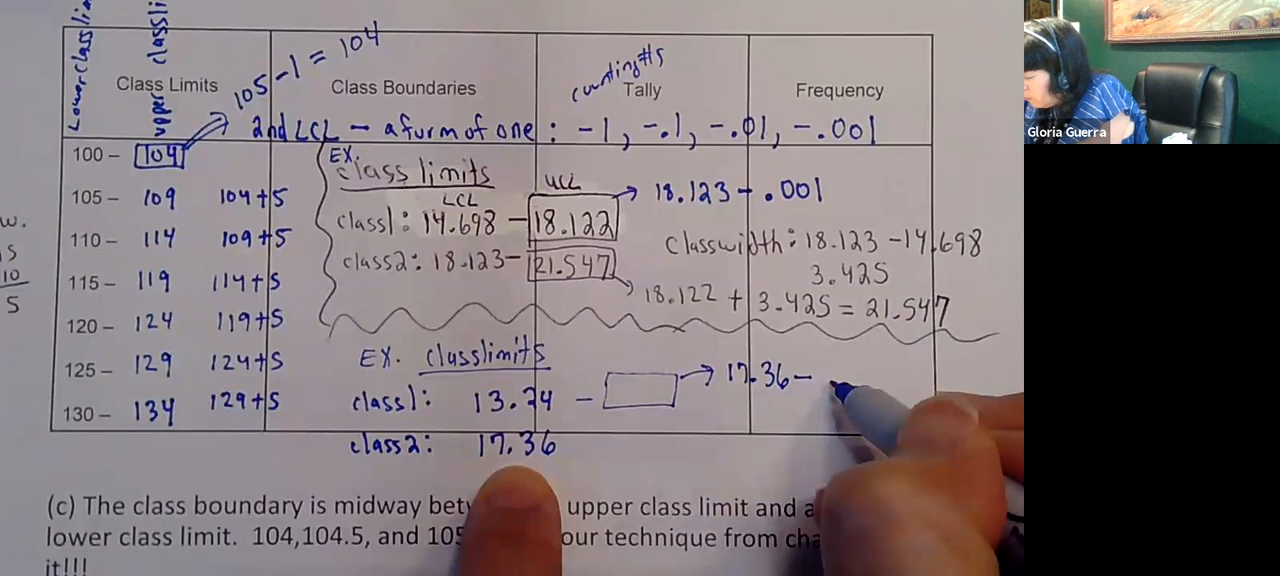 Lower class li
upper classli
Class Limits
105 -1 = 104
Class Boundaries
counting #s
Tally
Frequency
2nd LCL - a form of one : -1, -.1, -.01, -.001
100 - 104
105 - 109 104+5
110 - 114 109+5
115 - 119 114+5
120 - 124 119+5
125 - 129 124+5
130 - 134 129+5
w.
5
10
5
EX.
class limits
LCL UCL
class1: 14.698 - 18.122 → 18.123 - .001
class2: 18.123 - 21.547
Classwidth: 18.123 - 14.698
3.425
18.122 + 3.425 = 21.547
EX. classlimits
class1: 13.74 - → 17.36 -
class2: 17.36
(c) The class boundary is midway upper class limit and a
lower class limit. 104,104.5, and 105 our technique from
it!!!
Gloria Guerra